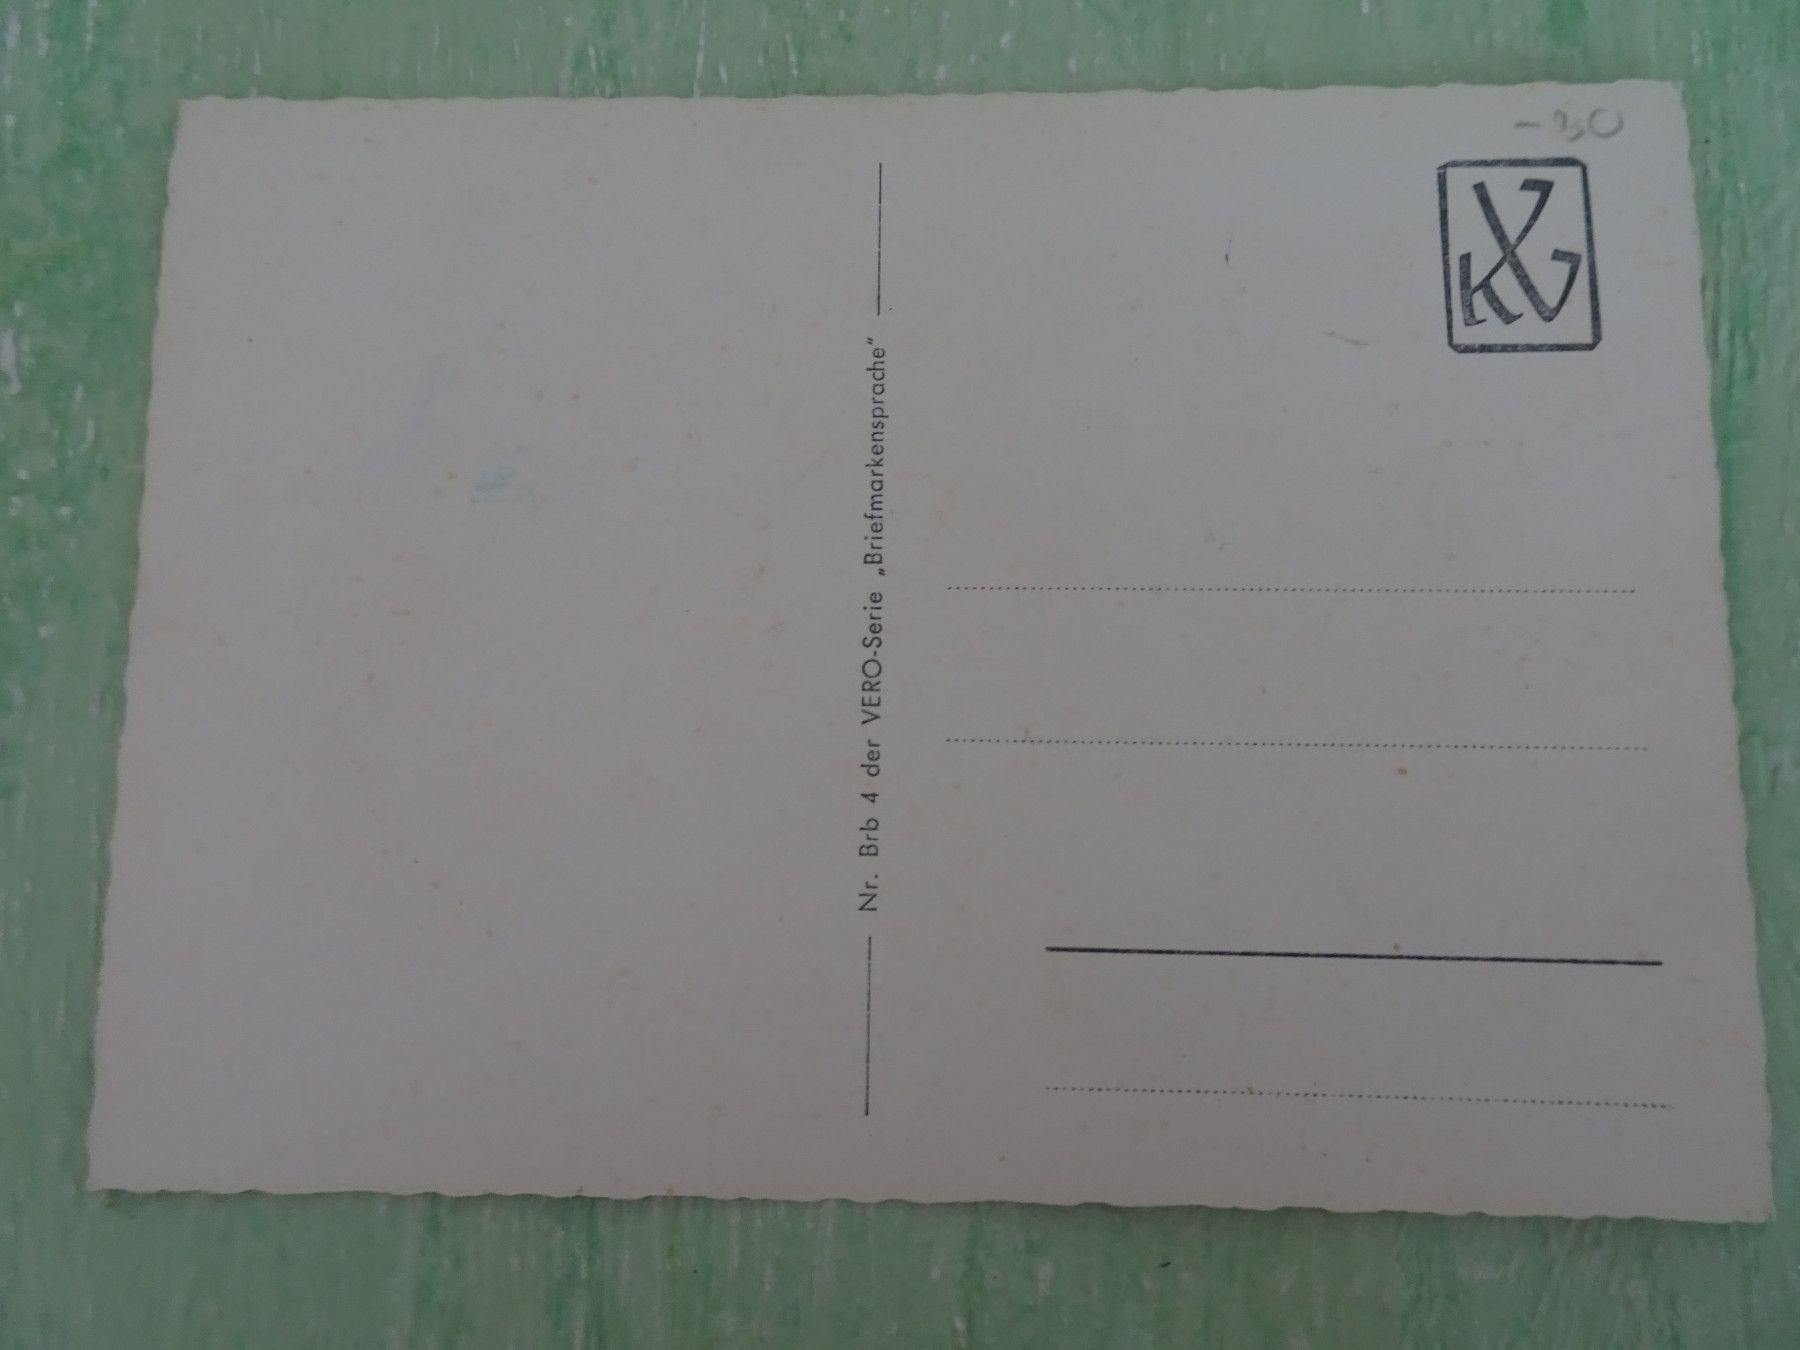 -30
Nr. Brb 4 der VERO-Serie „Briefmarkensprache"